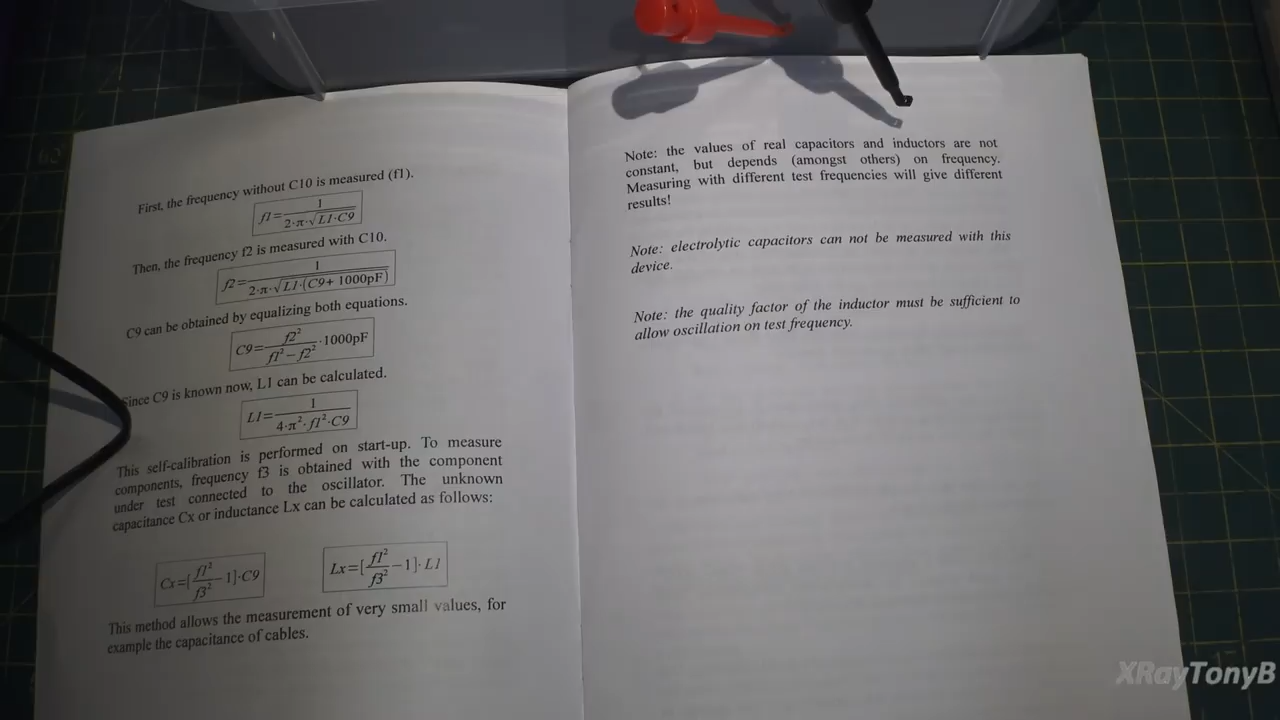 First, the frequency without C10 is measured (f1).
f1=1/(2·π·√(L1·C9))
Then, the frequency f2 is measured with C10.
f2=1/(2·π·√(L1·(C9+1000pF)))
C9 can be obtained by equalizing both equations.
C9=f2²/(f1²−f2²)·1000pF
Since C9 is known now, L1 can be calculated.
L1=1/(4·π²·f1²·C9)
This self-calibration is performed on start-up. To measure
components, frequency f3 is obtained with the component
under test connected to the oscillator. The unknown
capacitance Cx or inductance Lx can be calculated as follows:
Cx=[f1²/f3²−1]·C9
Lx=[f1²/f3²−1]·L1
This method allows the measurement of very small values, for
example the capacitance of cables.
Note: the values of real capacitors and inductors are not
constant, but depends (amongst others) on frequency.
Measuring with different test frequencies will give different
results!
Note: electrolytic capacitors can not be measured with this
device.
Note: the quality factor of the inductor must be sufficient to
allow oscillation on test frequency.
XRayTonyB